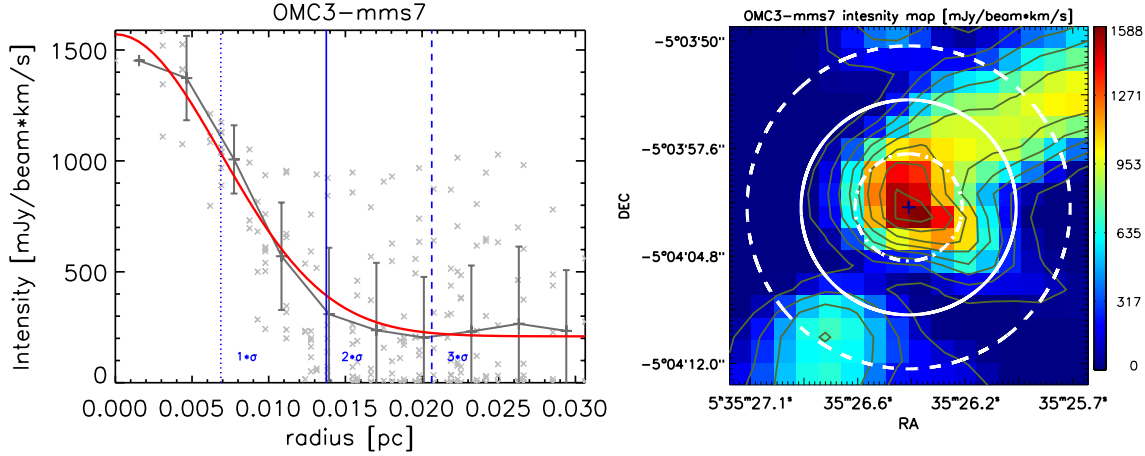 OMC3-mms7
Intensity [mJy/beam*km/s]
1500
1000
500
0
1*σ
2*σ
3*σ
0.000 0.005 0.010 0.015 0.020 0.025 0.030
radius [pc]
OMC3-mms7 intesnity map [mJy/beam*km/s]
DEC
-5°03'50"
-5°03'57.6"
-5°04'04.8"
-5°04'12.0"
5ʰ35ᵐ27.1ˢ 5ʰ35ᵐ26.6ˢ 5ʰ35ᵐ26.2ˢ 5ʰ35ᵐ25.7ˢ
RA
1588
1271
953
635
317
0